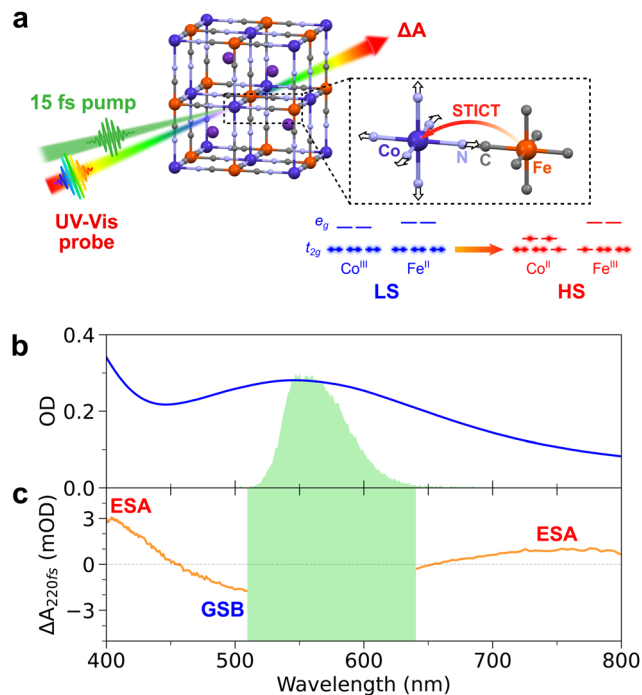 a
ΔA
15 fs pump
UV-Vis
probe
STICT
Co
N
C
Fe
e_g
t_2g
Co^III Fe^II
Co^II Fe^III
LS
HS
b
OD
0.4
0.2
0.0
c
ΔA_220fs (mOD)
3
0
−3
ESA
GSB
ESA
400 500 600 700 800
Wavelength (nm)